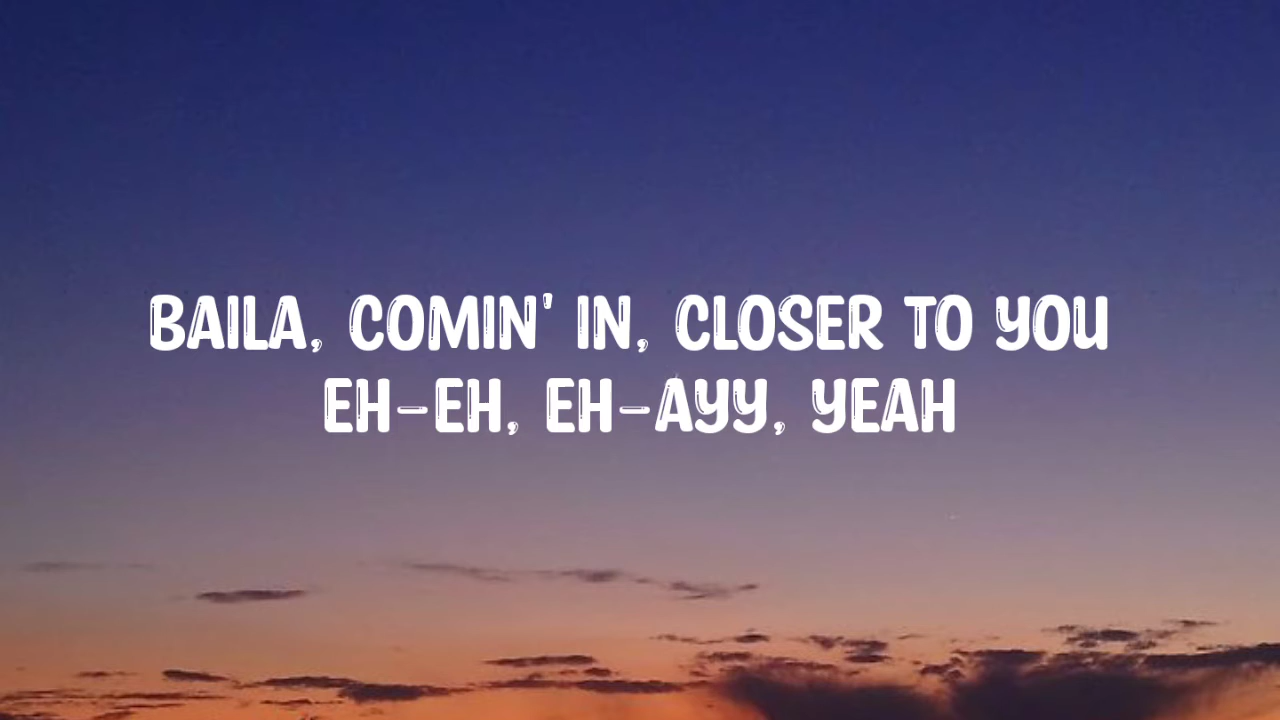 BAILA, COMIN' IN, CLOSER TO YOU
EH-EH, EH-AYY, YEAH